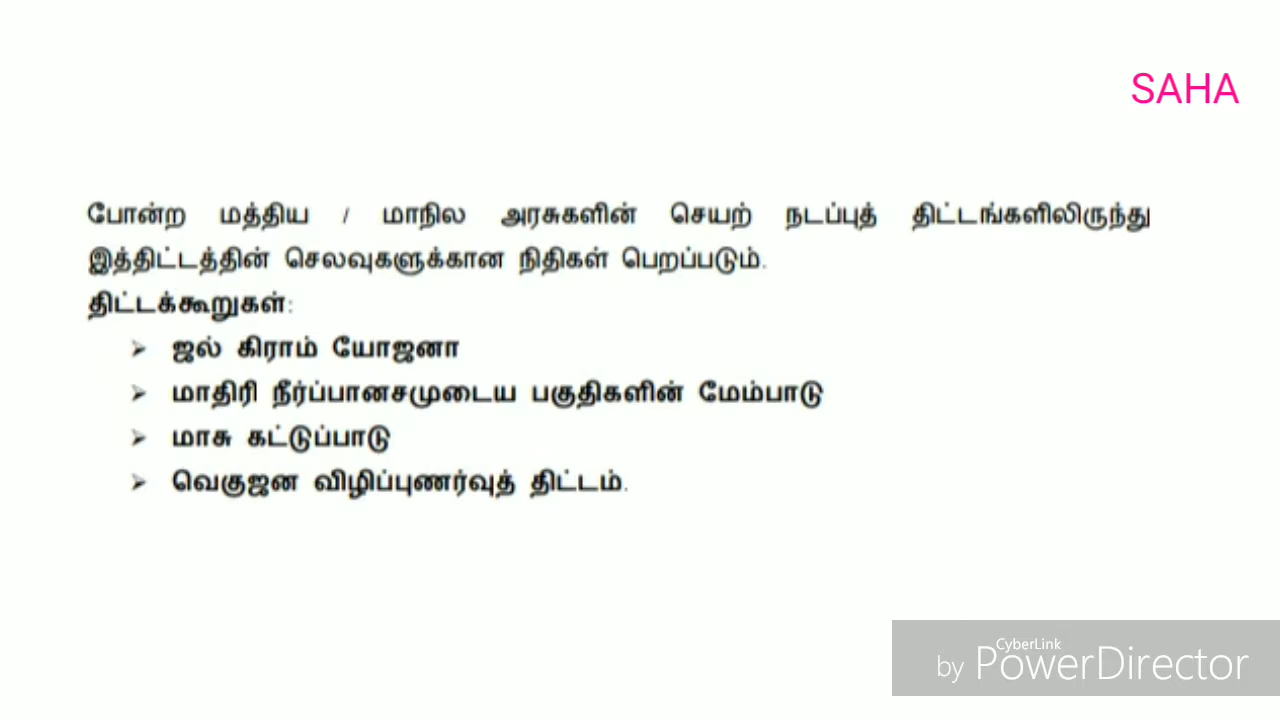 SAHA
போன்ற மத்திய / மாநில அரசுகளின் செயற் நடப்புத் திட்டங்களிலிருந்து
இத்திட்டத்தின் செலவுகளுக்கான நிதிகள் பெறப்படும்.
திட்டக்கூறுகள்:
➢ ஜல் கிராம் யோஜனா
➢ மாதிரி நீர்ப்பானசமுடைய பகுதிகளின் மேம்பாடு
➢ மாசு கட்டுப்பாடு
➢ வெகுஜன விழிப்புணர்வுத் திட்டம்.
CyberLink
by PowerDirector